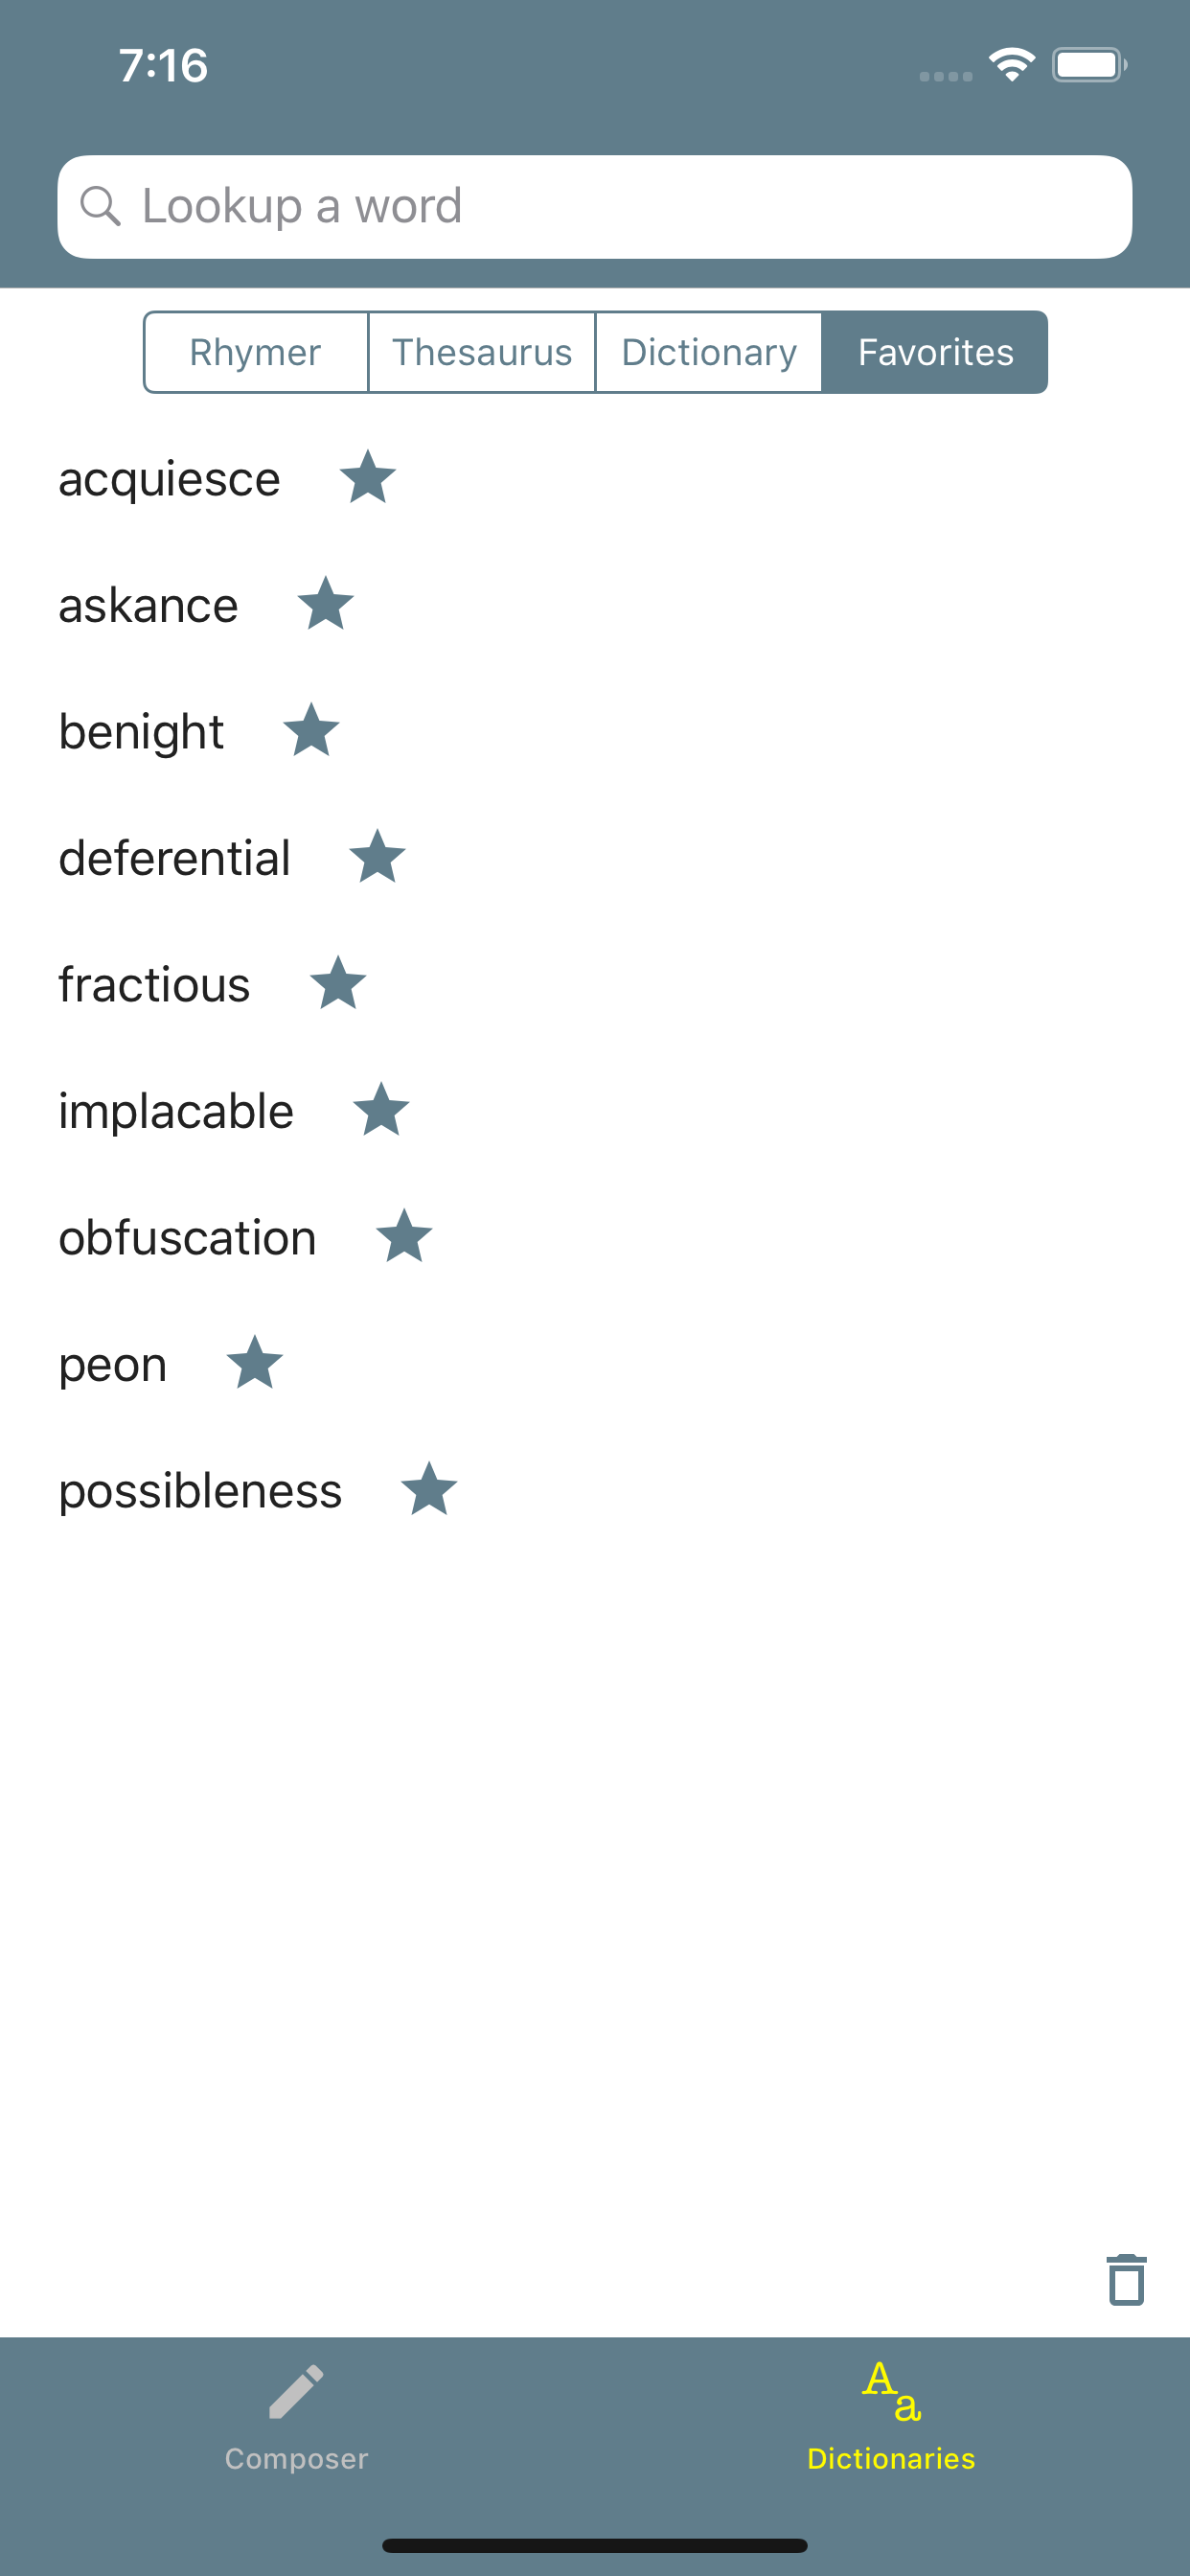 7:16
Lookup a word
Rhymer Thesaurus Dictionary Favorites
acquiesce
askance
benight
deferential
fractious
implacable
obfuscation
peon
possibleness
Aa
Composer Dictionaries